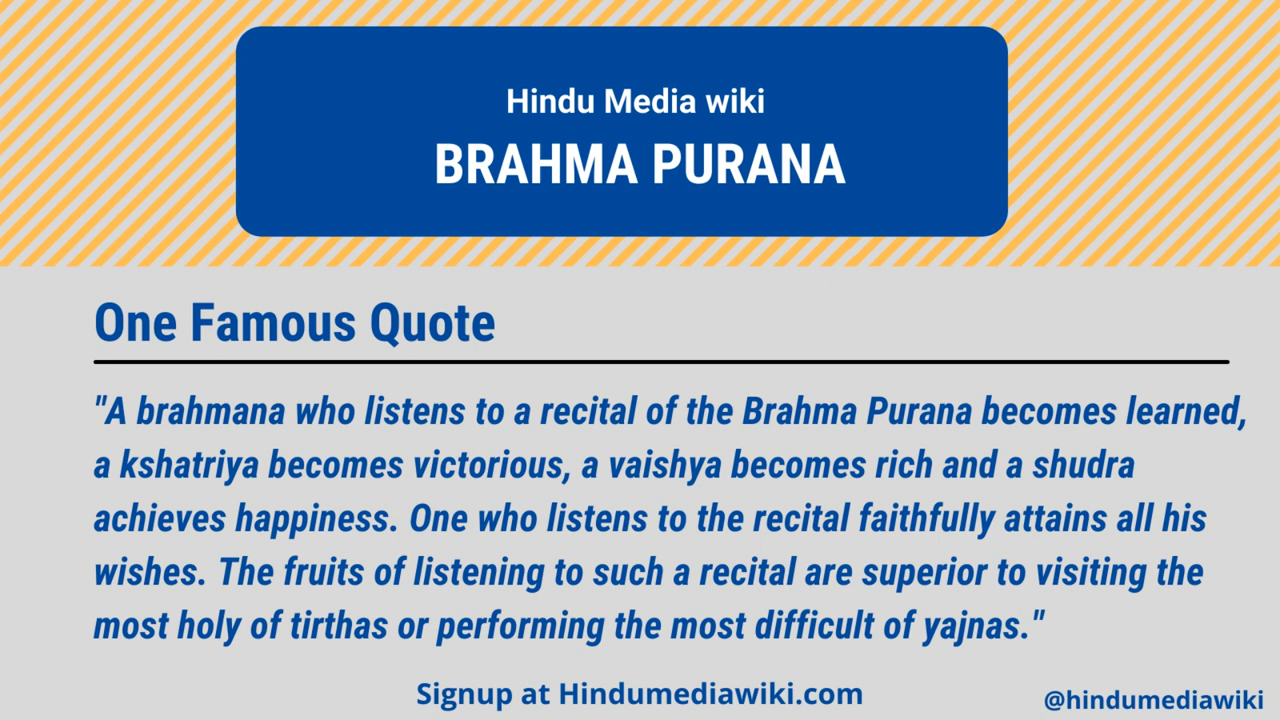 Hindu Media wiki
BRAHMA PURANA
One Famous Quote
"A brahmana who listens to a recital of the Brahma Purana becomes learned,
a kshatriya becomes victorious, a vaishya becomes rich and a shudra
achieves happiness. One who listens to the recital faithfully attains all his
wishes. The fruits of listening to such a recital are superior to visiting the
most holy of tirthas or performing the most difficult of yajnas."
Signup at Hindumediawiki.com
@hindumediawiki